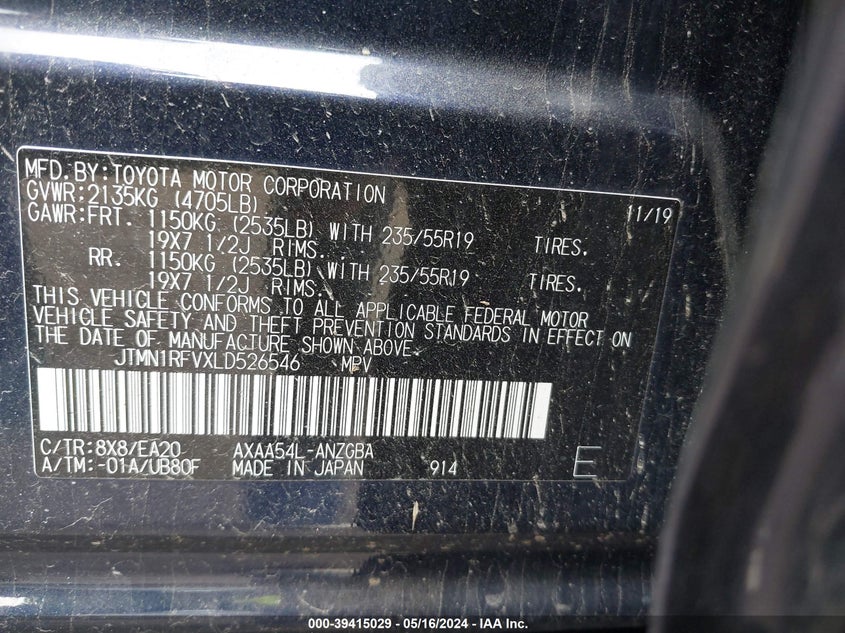 MFD.BY:TOYOTA MOTOR CORPORATION
GVWR:2135KG (4705LB) 11/19
GAWR:FRT. 1150KG (2535LB) WITH 235/55R19 TIRES.
19X7 1/2J RIMS.
RR. 1150KG (2535LB) WITH 235/55R19 TIRES.
19X7 1/2J RIMS.
THIS VEHICLE CONFORMS TO ALL APPLICABLE FEDERAL MOTOR
VEHICLE SAFETY AND THEFT PREVENTION STANDARDS IN EFFECT ON
THE DATE OF MANUFACTURE SHOWN ABOVE.
JTMN1RFVXLD526546 MPV
C/TR:8X8/EA20 AXAA54L-ANZGBA
A/TM:-01A/UB80F MADE IN JAPAN 914 E
000-39415029 - 05/16/2024 - IAA Inc.